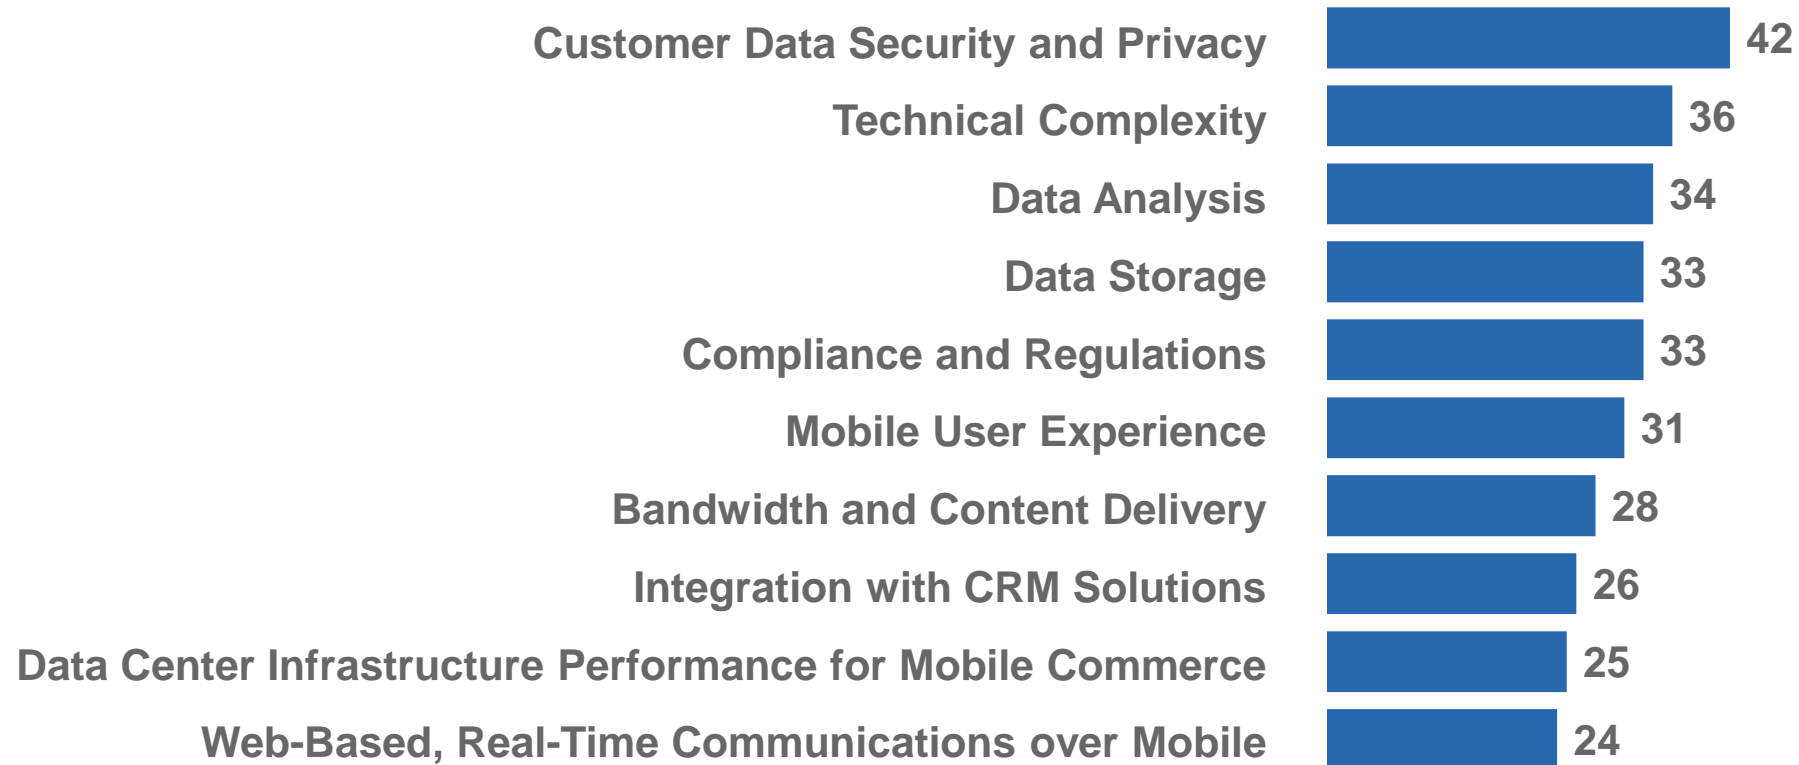 Customer Data Security and Privacy 42
Technical Complexity 36
Data Analysis 34
Data Storage 33
Compliance and Regulations 33
Mobile User Experience 31
Bandwidth and Content Delivery 28
Integration with CRM Solutions 26
Data Center Infrastructure Performance for Mobile Commerce 25
Web-Based, Real-Time Communications over Mobile 24